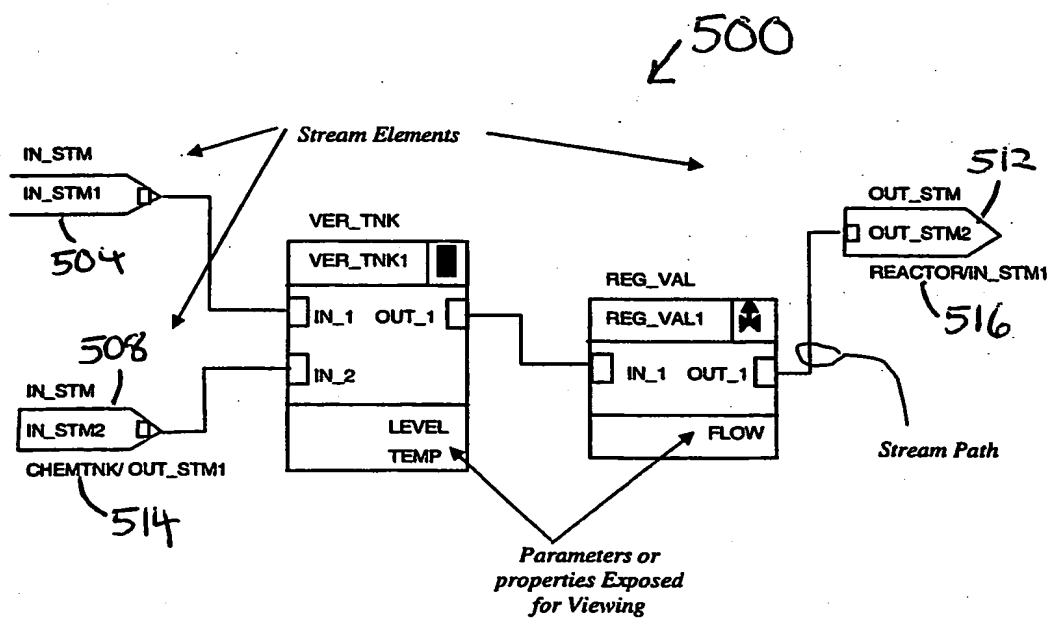 500
Stream Elements
IN_STM
IN_STM1
504
VER_TNK
VER_TNK1
IN_1 OUT_1
IN_2
LEVEL
TEMP
508
IN_STM
IN_STM2
CHEMTNK/ OUT_STM1
514
REG_VAL
REG_VAL1
IN_1 OUT_1
FLOW
512
OUT_STM
OUT_STM2
REACTOR/IN_STM1
516
Stream Path
Parameters or
properties Exposed
for Viewing